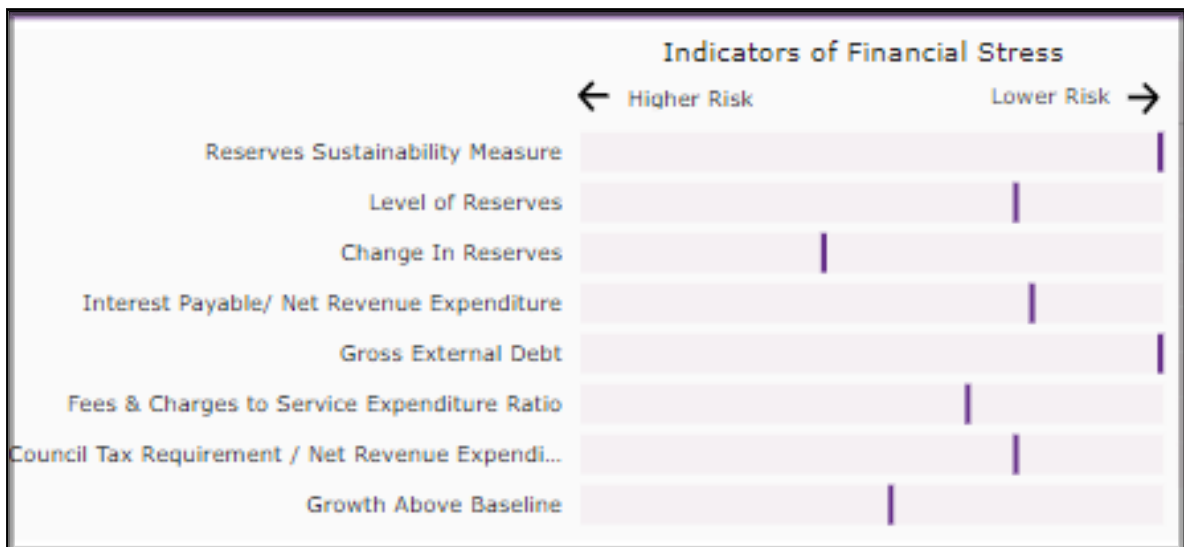 Indicators of Financial Stress
Higher Risk
Lower Risk
Reserves Sustainability Measure
Level of Reserves
Change In Reserves
Interest Payable/ Net Revenue Expenditure
Gross External Debt
Fees & Charges to Service Expenditure Ratio
Council Tax Requirement / Net Revenue Expendi...
Growth Above Baseline